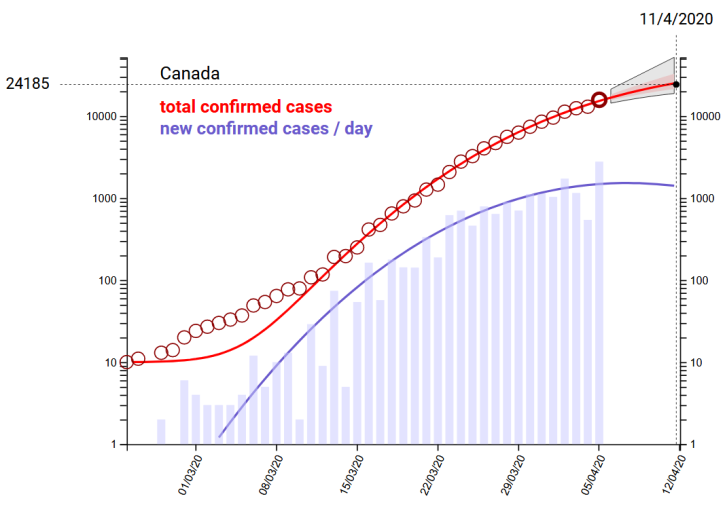 11/4/2020
24185
Canada
total confirmed cases
new confirmed cases / day
10000 10000
1000 1000
100 100
10 10
1 1
01/03/20 08/03/20 15/03/20 22/03/20 29/03/20 05/04/20 12/04/20